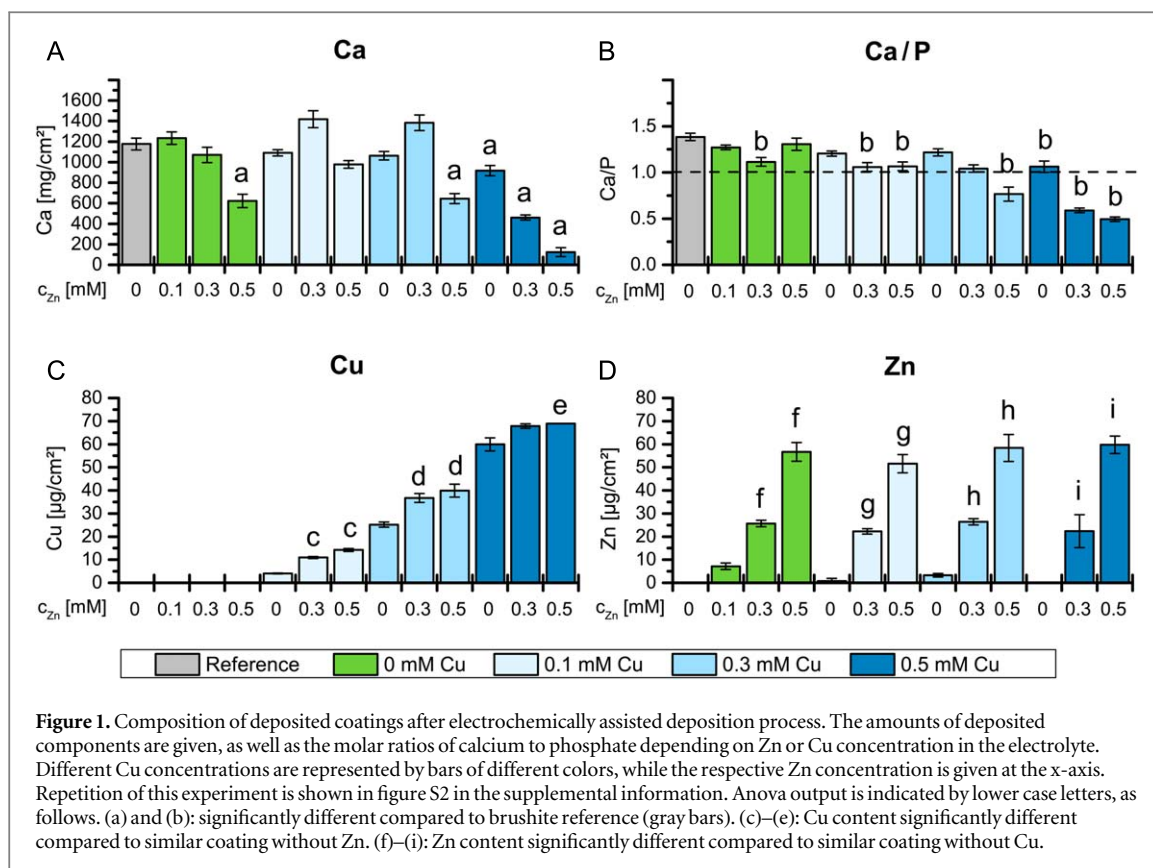 A
Ca
Ca [mg/cm²]
1600
1400
1200
1000
800
600
400
200
0
a
a
a
a
a
c_Zn [mM] 0 0.1 0.3 0.5 0 0.3 0.5 0 0.3 0.5 0 0.3 0.5
B
Ca / P
Ca/P
1.5
1.0
0.5
0.0
b
b
b
b
b
b
b
c_Zn [mM] 0 0.1 0.3 0.5 0 0.3 0.5 0 0.3 0.5 0 0.3 0.5
C
Cu
Cu [µg/cm²]
80
70
60
50
40
30
20
10
0
c
c
d
d
e
c_Zn [mM] 0 0.1 0.3 0.5 0 0.3 0.5 0 0.3 0.5 0 0.3 0.5
D
Zn
Zn [µg/cm²]
80
70
60
50
40
30
20
10
0
f
f
g
g
h
h
i
i
c_Zn [mM] 0 0.1 0.3 0.5 0 0.3 0.5 0 0.3 0.5 0 0.3 0.5
Reference 0 mM Cu 0.1 mM Cu 0.3 mM Cu 0.5 mM Cu
Figure 1. Composition of deposited coatings after electrochemically assisted deposition process. The amounts of deposited
components are given, as well as the molar ratios of calcium to phosphate depending on Zn or Cu concentration in the electrolyte.
Different Cu concentrations are represented by bars of different colors, while the respective Zn concentration is given at the x-axis.
Repetition of this experiment is shown in figure S2 in the supplemental information. Anova output is indicated by lower case letters, as
follows. (a) and (b): significantly different compared to brushite reference (gray bars). (c)–(e): Cu content significantly different
compared to similar coating without Zn. (f)–(i): Zn content significantly different compared to similar coating without Cu.